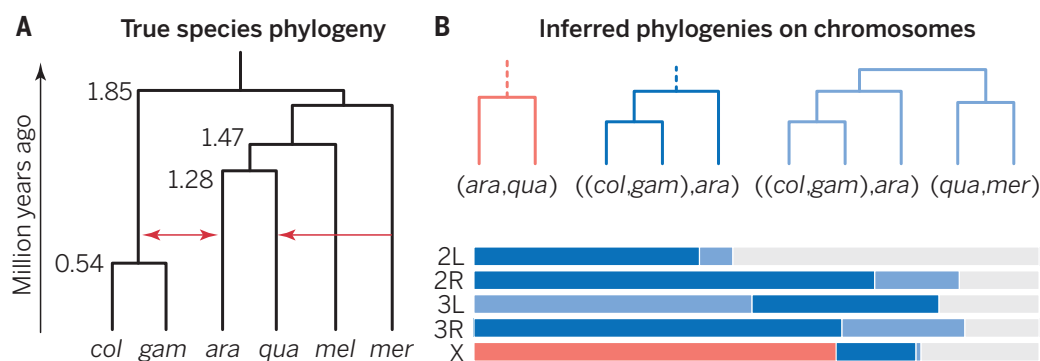 A True species phylogeny
Million years ago
1.85
1.47
1.28
0.54
col gam ara qua mel mer
B Inferred phylogenies on chromosomes
(ara,qua) ((col,gam),ara) ((col,gam),ara) (qua,mer)
2L
2R
3L
3R
X